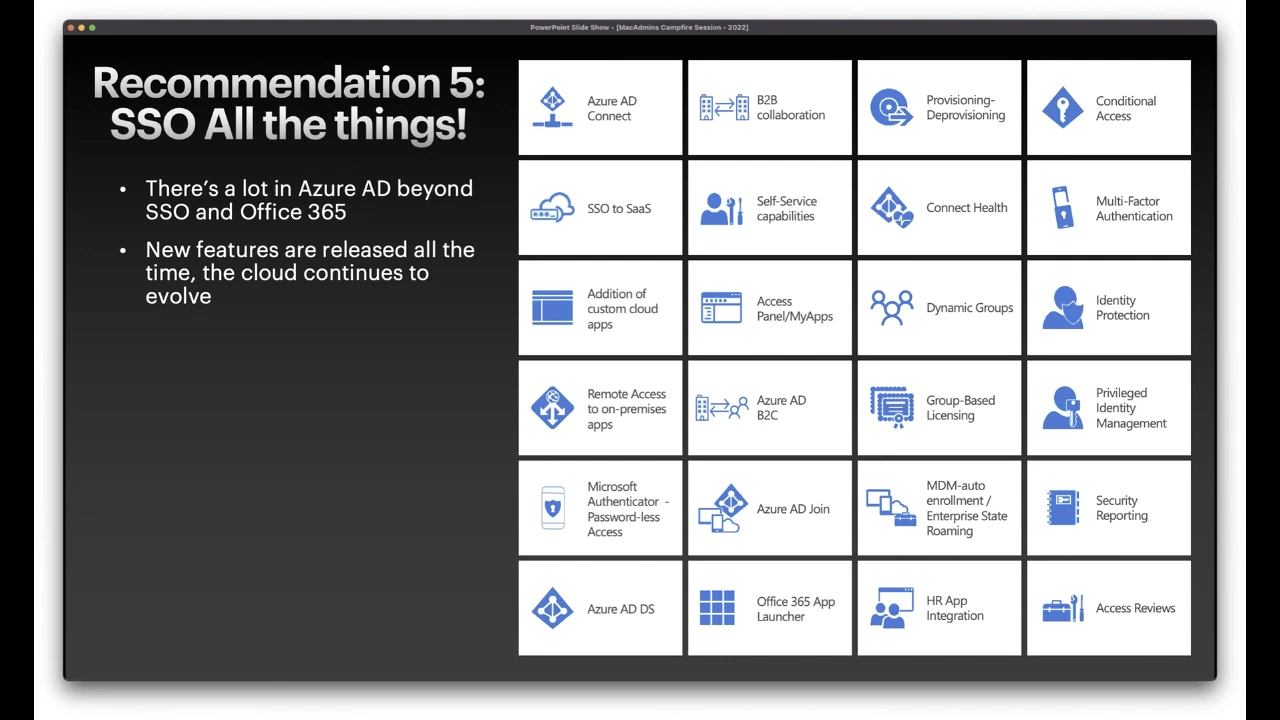 PowerPoint Slide Show - [MacAdmins Campfire Session - 2022]
Recommendation 5:
SSO All the things!
• There's a lot in Azure AD beyond
SSO and Office 365
• New features are released all the
time, the cloud continues to
evolve
Azure AD
Connect
B2B
collaboration
Provisioning-
Deprovisioning
Conditional
Access
SSO to SaaS
Self-Service
capabilities
Connect Health
Multi-Factor
Authentication
Addition of
custom cloud
apps
Access
Panel/MyApps
Dynamic Groups
Identity
Protection
Remote Access
to on-premises
apps
Azure AD
B2C
Group-Based
Licensing
Privileged
Identity
Management
Microsoft
Authenticator -
Password-less
Access
Azure AD Join
MDM-auto
enrollment /
Enterprise State
Roaming
Security
Reporting
Azure AD DS
Office 365 App
Launcher
HR App
Integration
Access Reviews